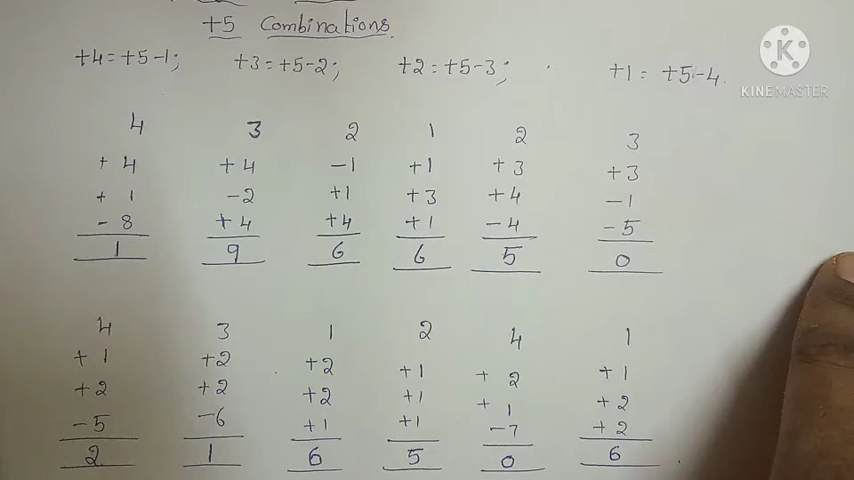 +5 Combinations.
+4=+5-1; +3=+5-2; +2=+5-3; +1= +5-4.
KINEMASTER
4 3 2 1 2 3
+4 +4 -1 +1 +3 +3
+1 -2 +1 +3 +4 -1
-8 +4 +4 +1 -4 -5
1 9 6 6 5 0
4 3 1 2 4 1
+1 +2 +2 +1 +2 +1
+2 +2 +2 +1 +1 +2
-5 -6 +1 +1 -7 +2
2 1 6 5 0 6